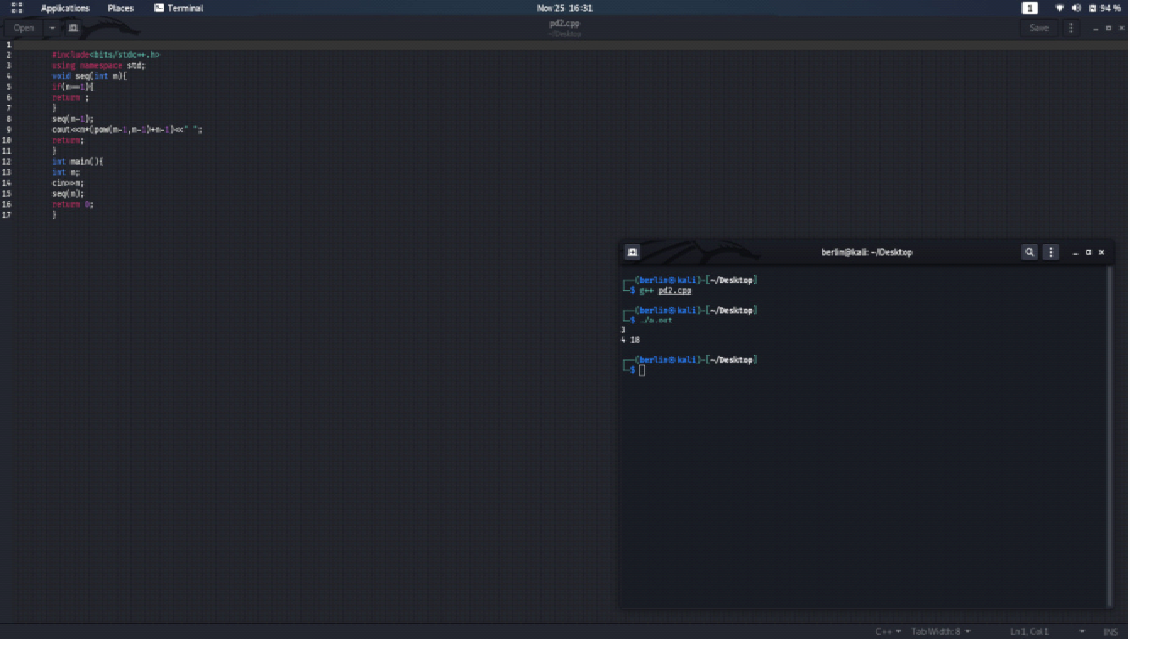 Applications Places Terminal Nov 25 16:31 1 94 %
Open pd2.cpp Save
~/Desktop
1
2 #include<bits/stdc++.h>
3 using namespace std;
4 void seq(int m){
5 if(m==1){
6 return ;
7 }
8 seq(m-1);
9 cout<<m*(pow(m-1,m-1)+m-1)<<" ";
10 return;
11 }
12 int main(){
13 int m;
14 cin>>m;
15 seq(m);
16 return 0;
17 }
berlin@kali: ~/Desktop
(berlin㉿kali)-[~/Desktop]
$ g++ pd2.cpp
(berlin㉿kali)-[~/Desktop]
$ ./a.out
3
4 18
(berlin㉿kali)-[~/Desktop]
$
C++ Tab Width: 8 Ln 1, Col 1 INS